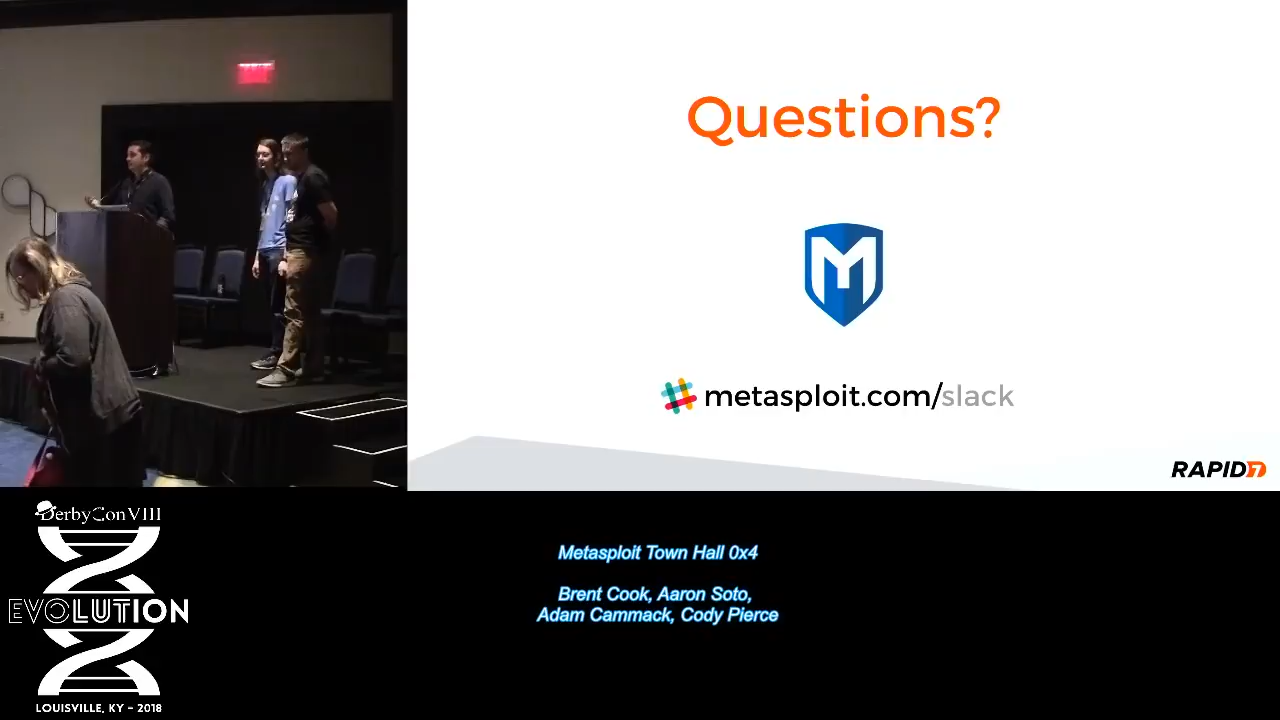 Questions?
metasploit.com/slack
RAPID7
DerbyCon VIII
EVOLUTION
LOUISVILLE, KY - 2018
Metasploit Town Hall 0x4
Brent Cook, Aaron Soto,
Adam Cammack, Cody Pierce